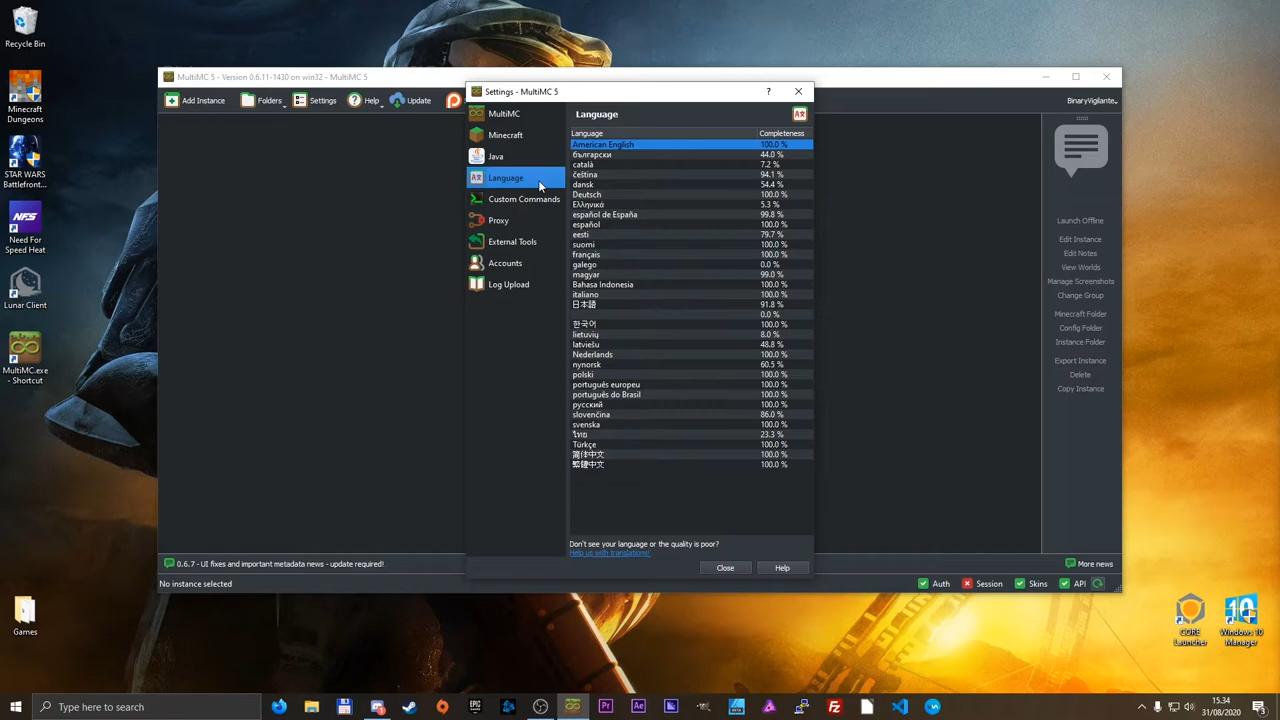 Recycle Bin
Minecraft
Dungeons
STAR WARS
Battlefront...
Need For
Speed Heat
Lunar Client
MultiMC.exe
- Shortcut
Games
CORE
Launcher
Windows 10
Manager
MultiMC 5 - Version 0.6.11-1430 on win32 - MultiMC 5
Add Instance
Folders
Settings
Help
Update
BinaryVigilante
Settings - MultiMC 5
?
MultiMC
Minecraft
Java
Language
Custom Commands
Proxy
External Tools
Accounts
Log Upload
Language
Language Completeness
American English 100.0 %
български 44.0 %
català 7.2 %
čeština 94.1 %
dansk 54.4 %
Deutsch 100.0 %
Ελληνικά 5.3 %
español de España 99.8 %
español 100.0 %
eesti 79.7 %
suomi 100.0 %
français 100.0 %
galego 0.0 %
magyar 99.0 %
Bahasa Indonesia 100.0 %
italiano 100.0 %
日本語 91.8 %
0.0 %
한국어 100.0 %
lietuvių 8.0 %
latviešu 48.8 %
Nederlands 100.0 %
nynorsk 60.5 %
polski 100.0 %
português europeu 100.0 %
português do Brasil 100.0 %
русский 100.0 %
slovenčina 86.0 %
svenska 100.0 %
ไทย 23.3 %
Türkçe 100.0 %
简体中文 100.0 %
繁體中文 100.0 %
Don't see your language or the quality is poor?
Help us with translations!
Close
Help
Launch Offline
Edit Instance
Edit Notes
View Worlds
Manage Screenshots
Change Group
Minecraft Folder
Config Folder
Instance Folder
Export Instance
Delete
Copy Instance
0.6.7 - UI fixes and important metadata news - update required!
More news
No instance selected
Auth
Session
Skins
API
Type here to search
15.34
31/08/2020